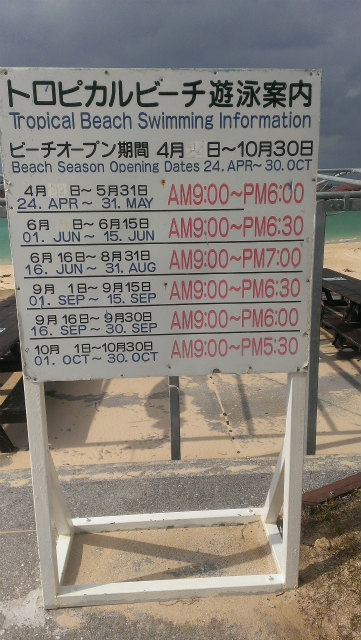 トロピカルビーチ遊泳案内
Tropical Beach Swimming Information
ビーチオープン期間 4月 日～10月30日
Beach Season Opening Dates 24. APR～30. OCT
4月 日～5月31日 AM9:00～PM6:00
24. APR～ 31. MAY
6月 日～6月15日 AM9:00～PM6:30
01. JUN～ 15. JUN
6月16日～8月31日 AM9:00～PM7:00
16. JUN～ 31. AUG
9月 1日～9月15日 AM9:00～PM6:30
01. SEP～ 15. SEP
9月16日～9月30日 AM9:00～PM6:00
16. SEP～ 30. SEP
10月 1日～10月30日 AM9:00～PM5:30
01. OCT～ 30. OCT